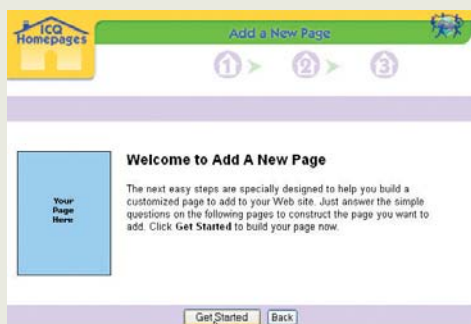 ICQ
Homepages
Add a New Page
1 > 2 > 3
Welcome to Add A New Page
Your
Page
Here
The next easy steps are specially designed to help you build a
customized page to add to your Web site. Just answer the simple
questions on the following pages to construct the page you want to
add. Click Get Started to build your page now.
Get Started Back